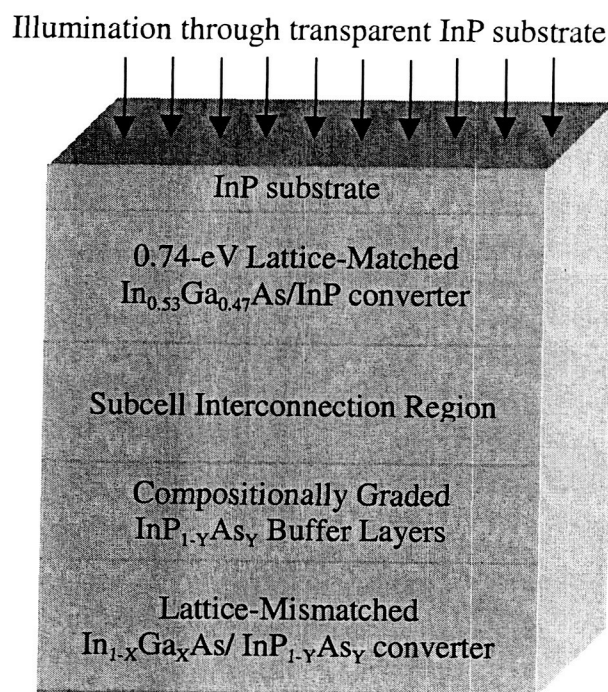 Illumination through transparent InP substrate
InP substrate
0.74-eV Lattice-Matched
In₀.₅₃Ga₀.₄₇As/InP converter
Subcell Interconnection Region
Compositionally Graded
InP₁₋YAsY Buffer Layers
Lattice-Mismatched
In₁₋XGaXAs/ InP₁₋YAsY converter